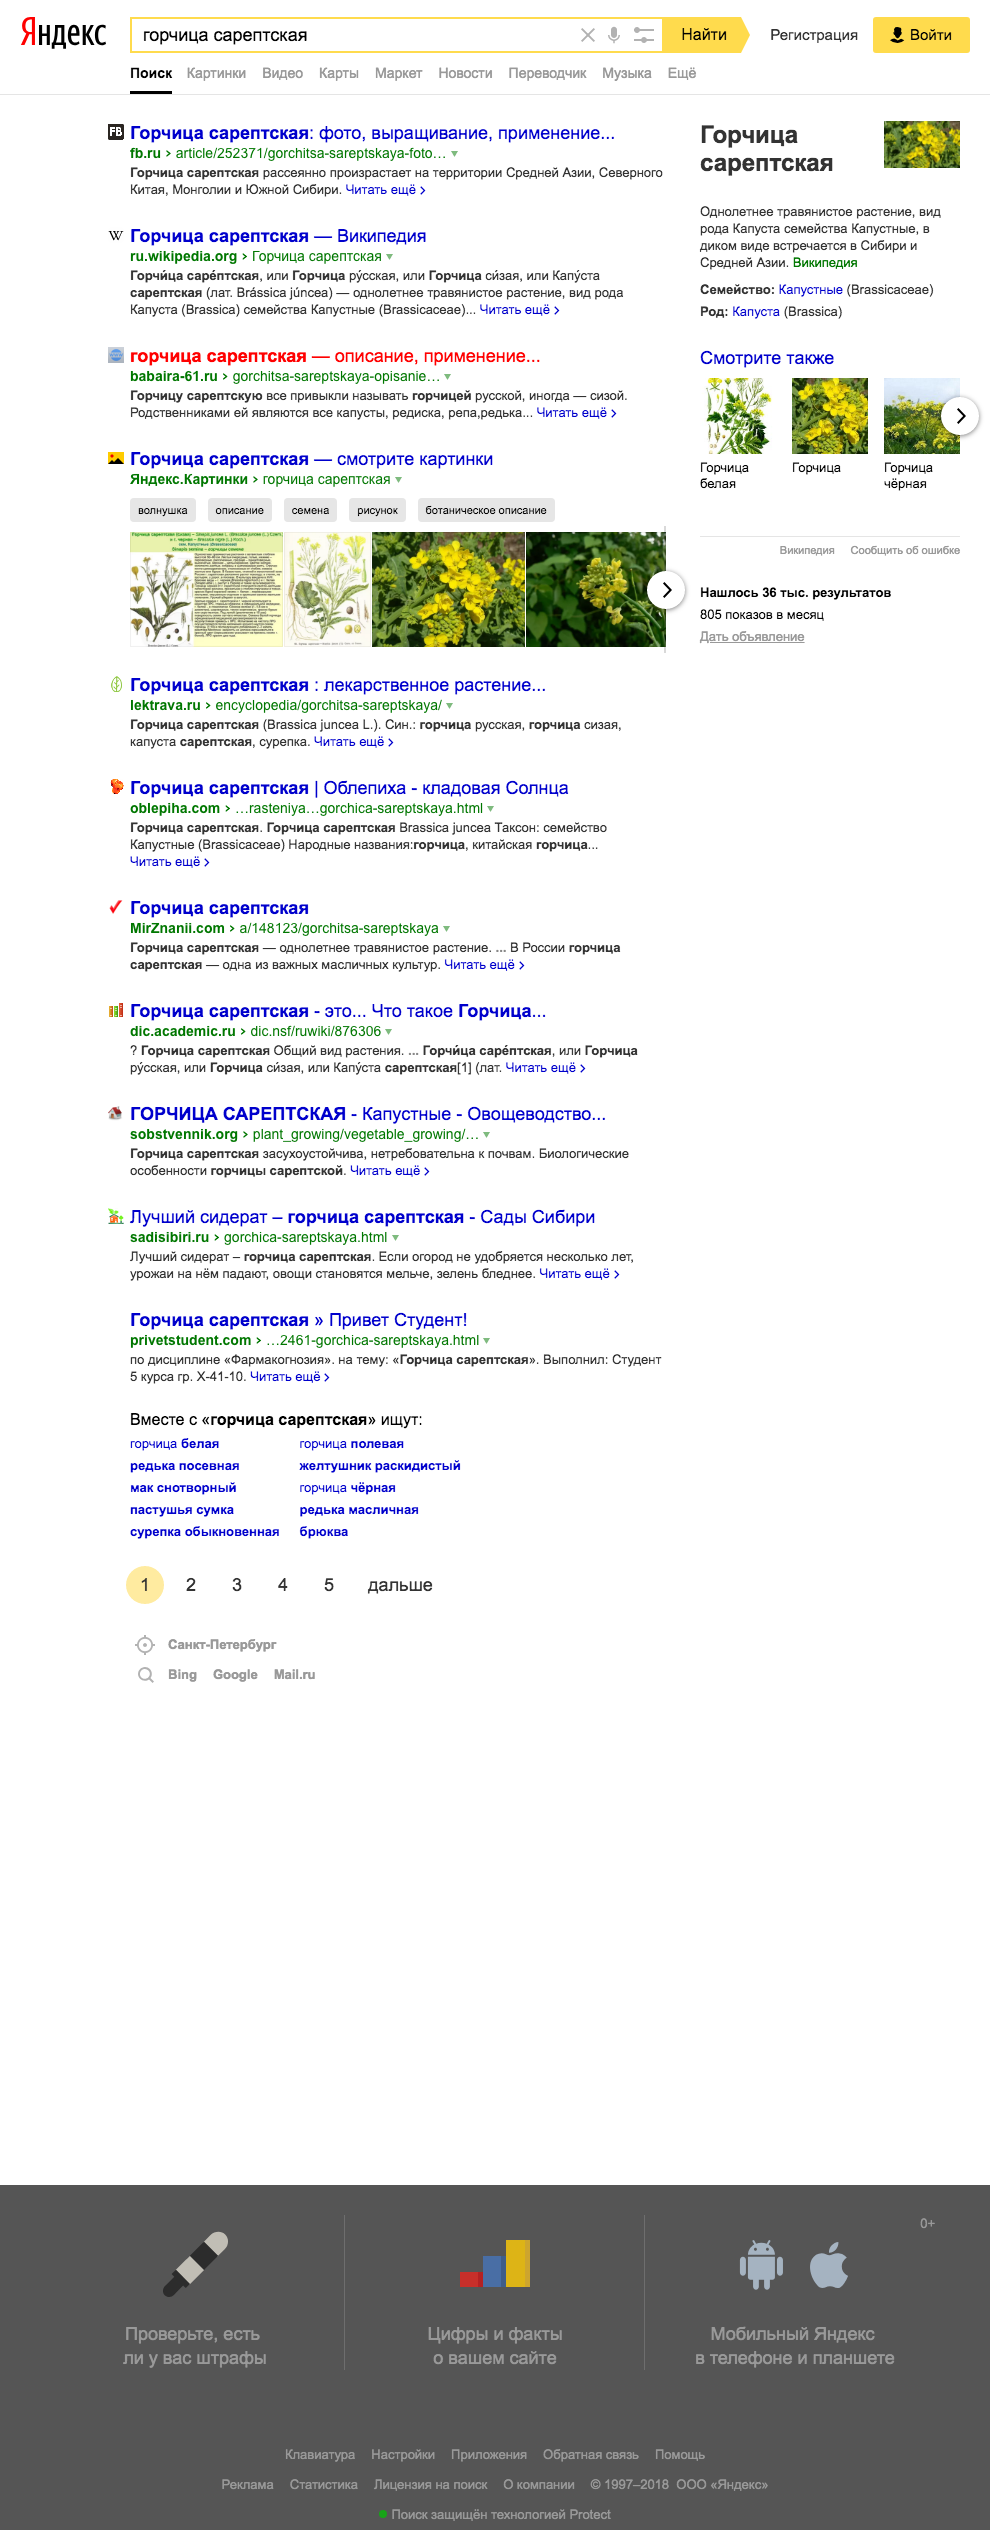 Яндекс
горчица сарептская
Найти
Регистрация
Войти
Поиск Картинки Видео Карты Маркет Новости Переводчик Музыка Ещё
FB
Горчица сарептская: фото, выращивание, применение...
fb.ru › article/252371/gorchitsa-sareptskaya-foto…
Горчица сарептская рассеянно произрастает на территории Средней Азии, Северного
Китая, Монголии и Южной Сибири. Читать ещё ›
W
Горчица сарептская — Википедия
ru.wikipedia.org › Горчица сарептская
Горчи́ца саре́птская, или Горчица ру́сская, или Горчица си́зая, или Капу́ста
сарептская (лат. Brássica júncea) — однолетнее травянистое растение, вид рода
Капуста (Brassica) семейства Капустные (Brassicaceae)... Читать ещё ›
горчица сарептская — описание, применение...
babaira-61.ru › gorchitsa-sareptskaya-opisanie…
Горчицу сарептскую все привыкли называть горчицей русской, иногда — сизой.
Родственниками ей являются все капусты, редиска, репа,редька... Читать ещё ›
Горчица сарептская — смотрите картинки
Яндекс.Картинки › горчица сарептская
волнушка описание семена рисунок ботаническое описание
Горчица сарептская : лекарственное растение...
lektrava.ru › encyclopedia/gorchitsa-sareptskaya/
Горчица сарептская (Brassica juncea L.). Син.: горчица русская, горчица сизая,
капуста сарептская, сурепка. Читать ещё ›
Горчица сарептская | Облепиха - кладовая Солнца
oblepiha.com › …rasteniya…gorchica-sareptskaya.html
Горчица сарептская. Горчица сарептская Brassica juncea Таксон: семейство
Капустные (Brassicaceae) Народные названия:горчица, китайская горчица...
Читать ещё ›
Горчица сарептская
MirZnanii.com › a/148123/gorchitsa-sareptskaya
Горчица сарептская — однолетнее травянистое растение. ... В России горчица
сарептская — одна из важных масличных культур. Читать ещё ›
Горчица сарептская - это... Что такое Горчица...
dic.academic.ru › dic.nsf/ruwiki/876306
? Горчица сарептская Общий вид растения. ... Горчи́ца саре́птская, или Горчица
ру́сская, или Горчица си́зая, или Капу́ста сарептская[1] (лат. Читать ещё ›
ГОРЧИЦА САРЕПТСКАЯ - Капустные - Овощеводство...
sobstvennik.org › plant_growing/vegetable_growing/…
Горчица сарептская засухоустойчива, нетребовательна к почвам. Биологические
особенности горчицы сарептской. Читать ещё ›
Лучший сидерат – горчица сарептская - Сады Сибири
sadisibiri.ru › gorchica-sareptskaya.html
Лучший сидерат – горчица сарептская. Если огород не удобряется несколько лет,
урожаи на нём падают, овощи становятся мельче, зелень бледнее. Читать ещё ›
Горчица сарептская » Привет Студент!
privetstudent.com › …2461-gorchica-sareptskaya.html
по дисциплине «Фармакогнозия». на тему: «Горчица сарептская». Выполнил: Студент
5 курса гр. Х-41-10. Читать ещё ›
Вместе с «горчица сарептская» ищут:
горчица белая горчица полевая
редька посевная желтушник раскидистый
мак снотворный горчица чёрная
пастушья сумка редька масличная
сурепка обыкновенная брюква
1 2 3 4 5 дальше
Санкт-Петербург
Bing Google Mail.ru
Горчица
сарептская
Однолетнее травянистое растение, вид
рода Капуста семейства Капустные, в
диком виде встречается в Сибири и
Средней Азии. Википедия
Семейство: Капустные (Brassicaceae)
Род: Капуста (Brassica)
Смотрите также
Горчица
белая
Горчица
Горчица
чёрная
Википедия Сообщить об ошибке
Нашлось 36 тыс. результатов
805 показов в месяц
Дать объявление
0+
Проверьте, есть
ли у вас штрафы
Цифры и факты
о вашем сайте
Мобильный Яндекс
в телефоне и планшете
Клавиатура Настройки Приложения Обратная связь Помощь
Реклама Статистика Лицензия на поиск О компании © 1997–2018 ООО «Яндекс»
Поиск защищён технологией Protect